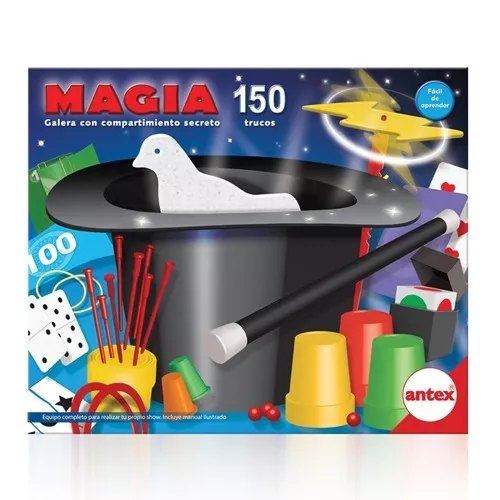 MAGIA 150
Galera con compartimiento secreto trucos
Fácil
de
aprender
100
antex®
Equipo completo para realizar tu propio show. Incluye manual ilustrado